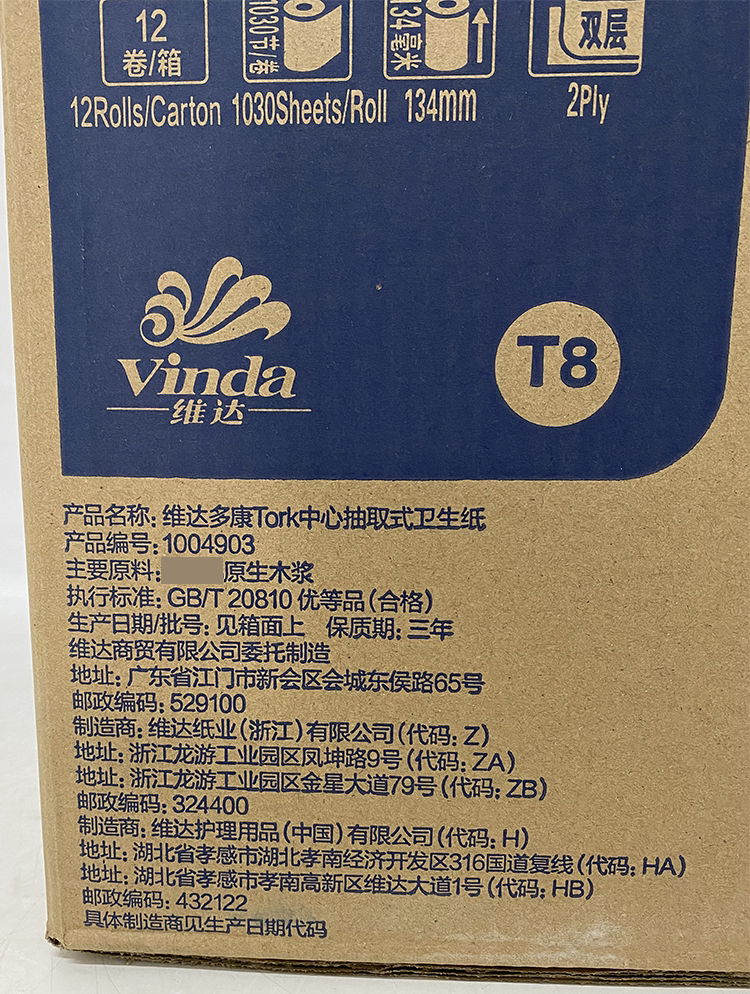 12
卷/箱
1030节/卷
134毫米
双层
12Rolls/Carton 1030Sheets/Roll 134mm 2Ply
Vinda
维达
T8
产品名称: 维达多康Tork中心抽取式卫生纸
产品编号: 1004903
主要原料: 原生木浆
执行标准: GB/T 20810 优等品(合格)
生产日期/批号: 见箱面上 保质期: 三年
维达商贸有限公司委托制造
地址: 广东省江门市新会区会城东侯路65号
邮政编码: 529100
制造商: 维达纸业(浙江)有限公司(代码: Z)
地址: 浙江龙游工业园区凤坤路9号(代码: ZA)
地址: 浙江龙游工业园区金星大道79号(代码: ZB)
邮政编码: 324400
制造商: 维达护理用品(中国)有限公司(代码: H)
地址: 湖北省孝感市湖北孝南经济开发区316国道复线(代码: HA)
地址: 湖北省孝感市孝南高新区维达大道1号(代码: HB)
邮政编码: 432122
具体制造商见生产日期代码